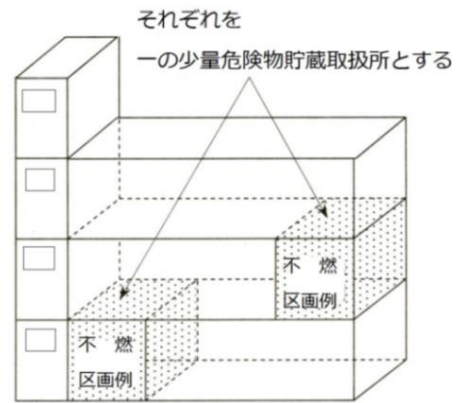 それぞれを
一の少量危険物貯蔵取扱所とする
不　燃
区画例
不　燃
区画例